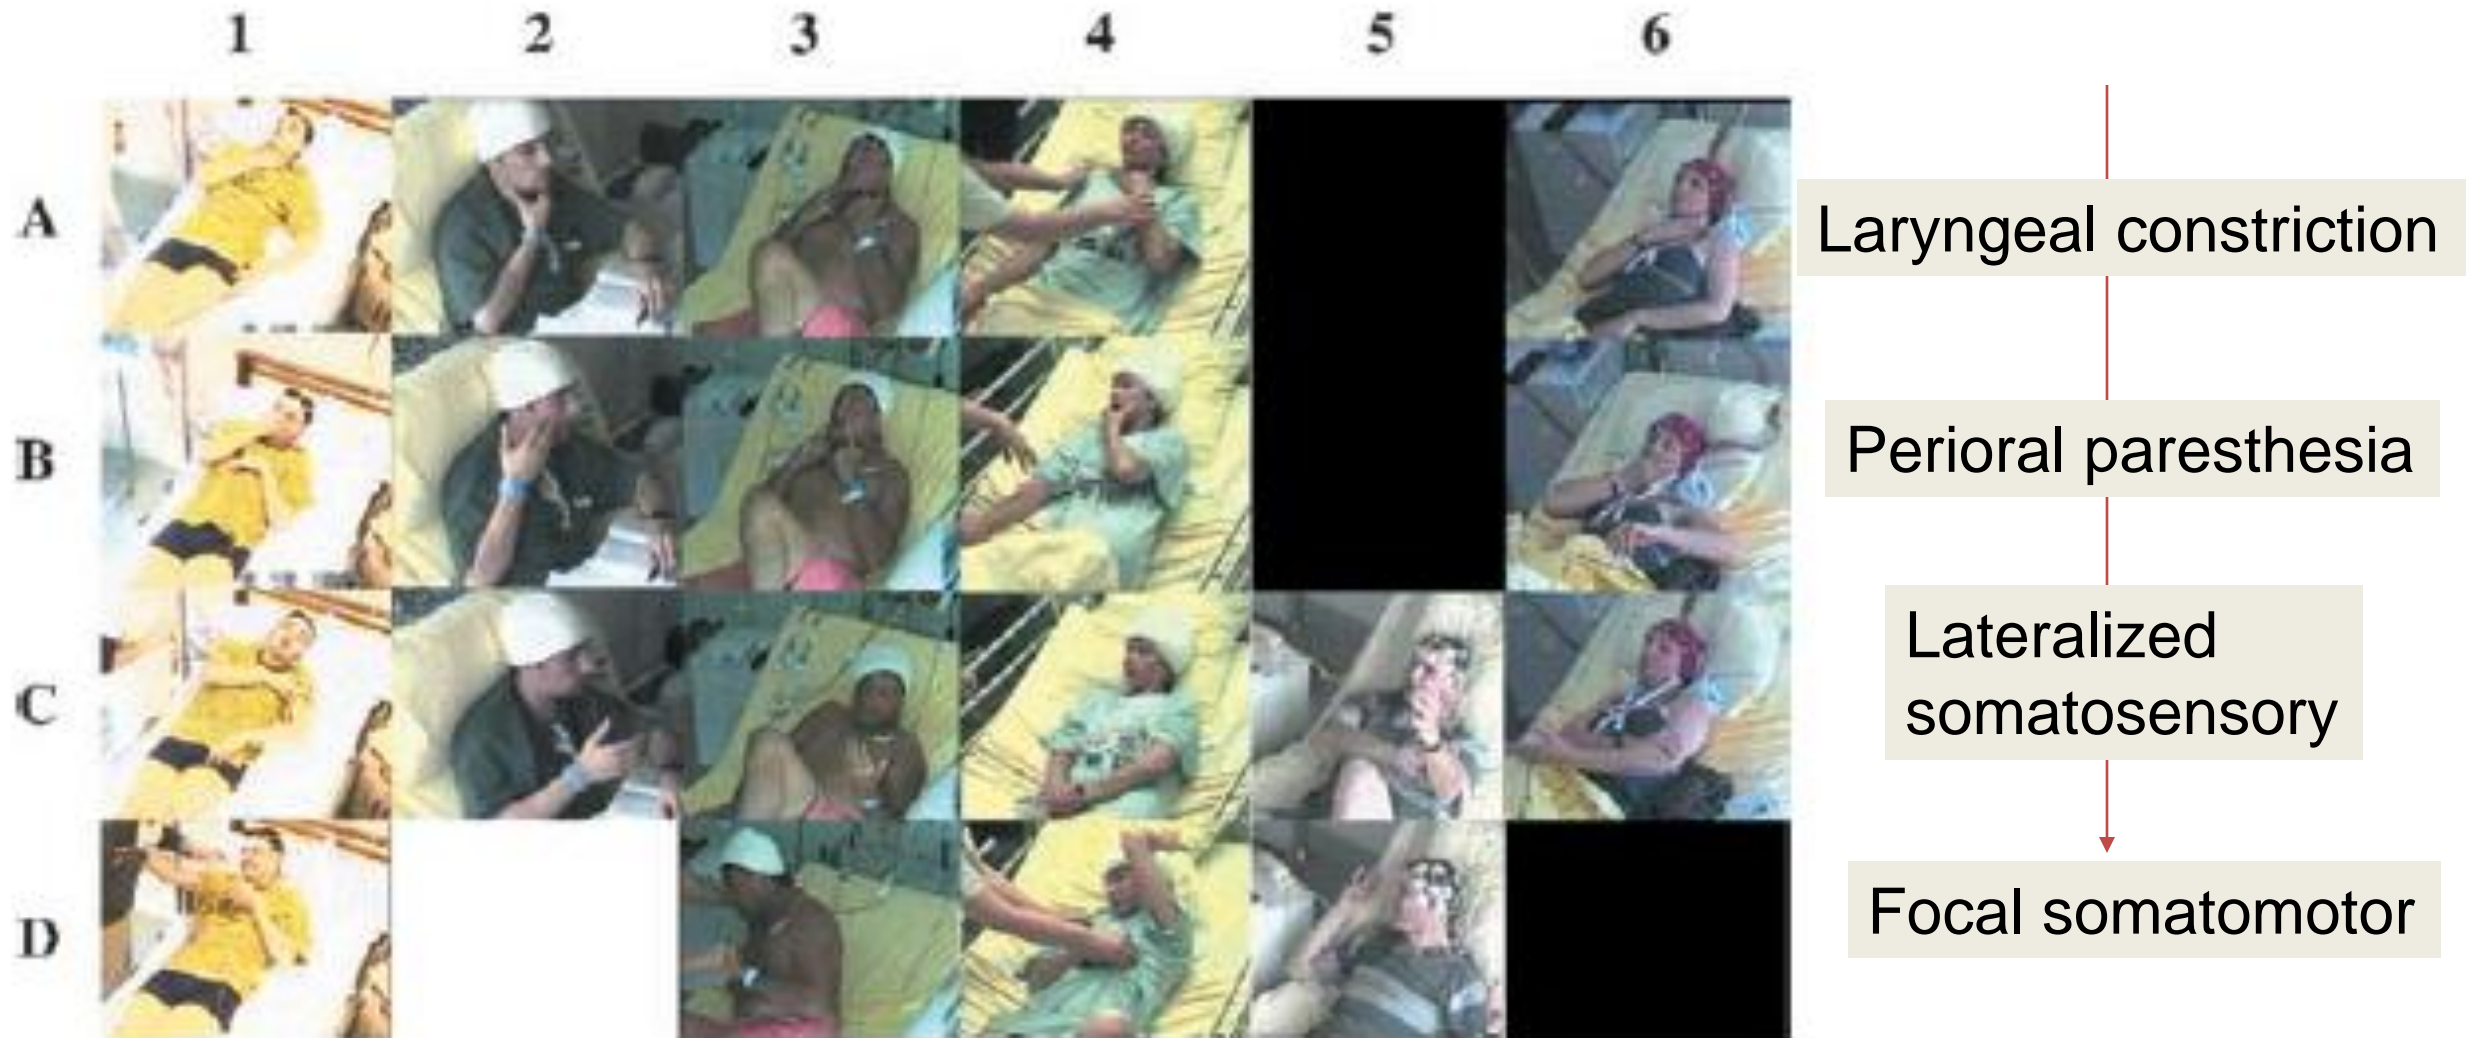 1 2 3 4 5 6
A
Laryngeal constriction
B
Perioral paresthesia
C
Lateralized
somatosensory
D
Focal somatomotor